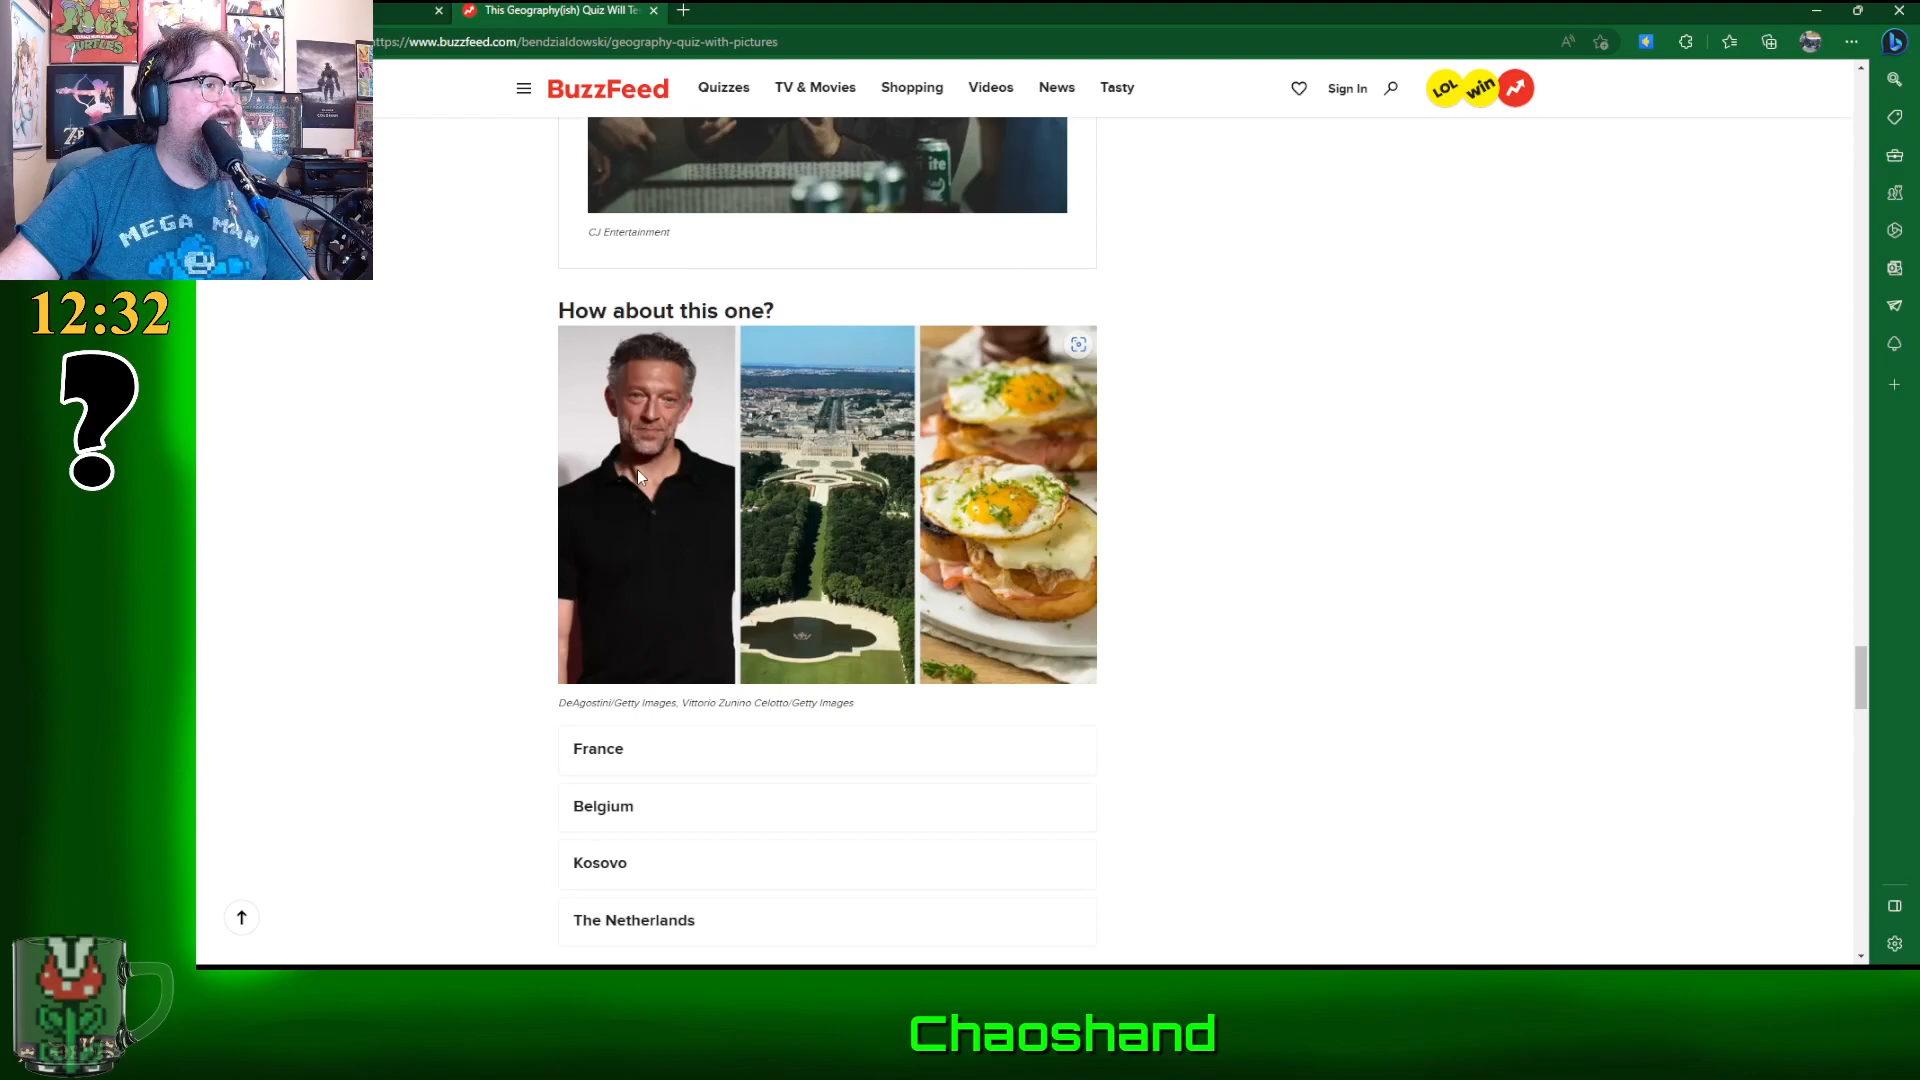 This Geography(ish) Quiz Will Te
ttps://www.buzzfeed.com/bendzialdowski/geography-quiz-with-pictures
BuzzFeed
Quizzes
TV & Movies
Shopping
Videos
News
Tasty
Sign In
LOL
win
TURTLES
MEGA MAN
ite
CJ Entertainment
12:32
?
How about this one?
DeAgostini/Getty Images, Vittorio Zunino Celotto/Getty Images
France
Belgium
Kosovo
The Netherlands
Chaoshand